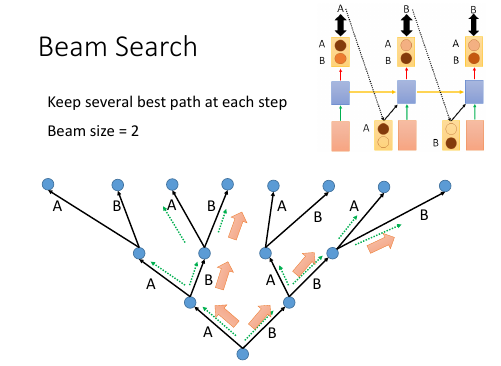 Beam Search
Keep several best path at each step
Beam size = 2
A B B
A A A
B B B
A B
A B A B A B A B
A B A B
A B